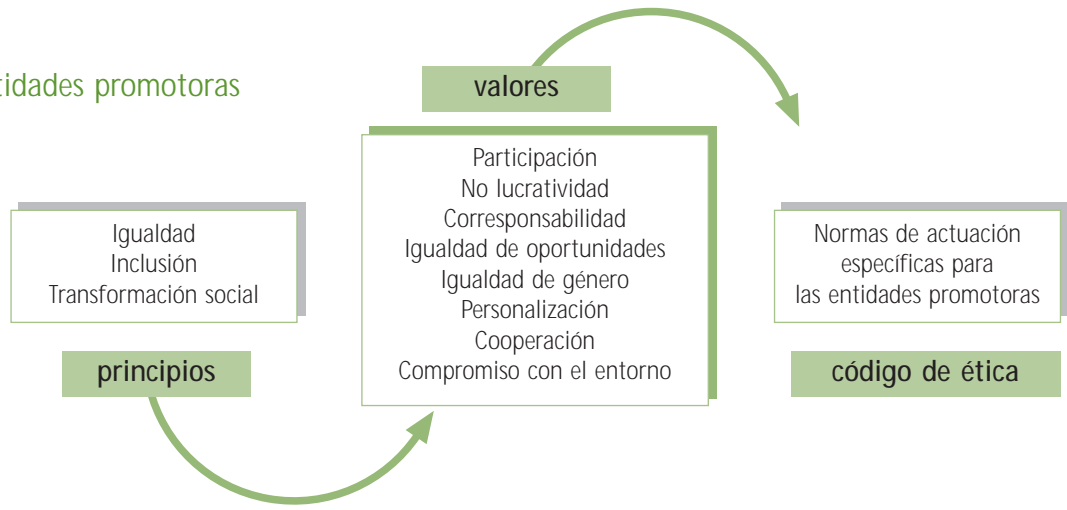 tidades promotoras
valores
Participación
No lucratividad
Corresponsabilidad
Igualdad de oportunidades
Igualdad de género
Personalización
Cooperación
Compromiso con el entorno
Igualdad
Inclusión
Transformación social
principios
Normas de actuación
específicas para
las entidades promotoras
código de ética